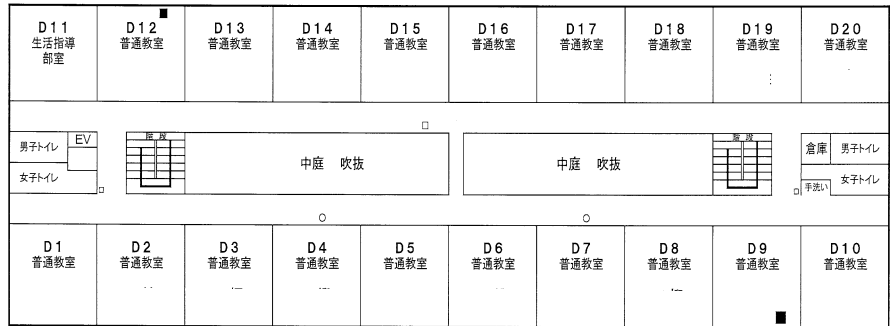 D11
生活指導
部室
D12
普通教室
D13
普通教室
D14
普通教室
D15
普通教室
D16
普通教室
D17
普通教室
D18
普通教室
D19
普通教室
D20
普通教室
男子トイレ
EV
女子トイレ
階段
中庭 吹抜
中庭 吹抜
階段
倉庫
男子トイレ
手洗い
女子トイレ
D1
普通教室
D2
普通教室
D3
普通教室
D4
普通教室
D5
普通教室
D6
普通教室
D7
普通教室
D8
普通教室
D9
普通教室
D10
普通教室